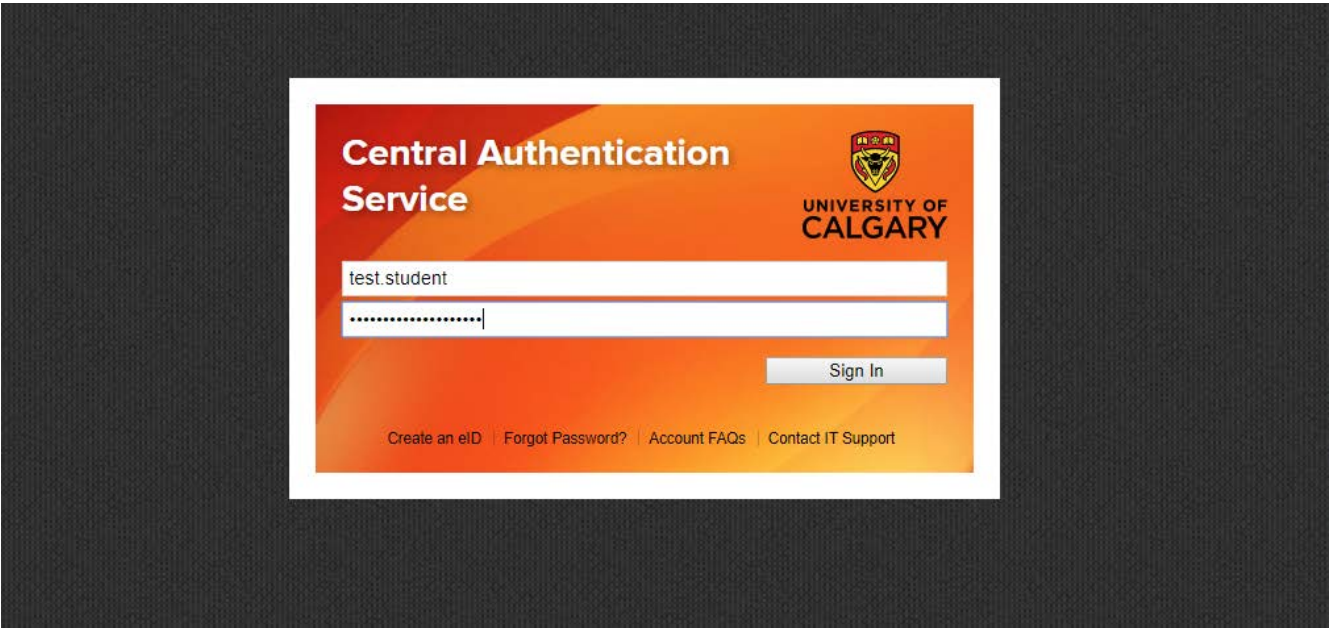 Central Authentication
Service
UNIVERSITY OF
CALGARY
test.student
••••••••••••••••••••
Sign In
Create an eID | Forgot Password? | Account FAQs | Contact IT Support